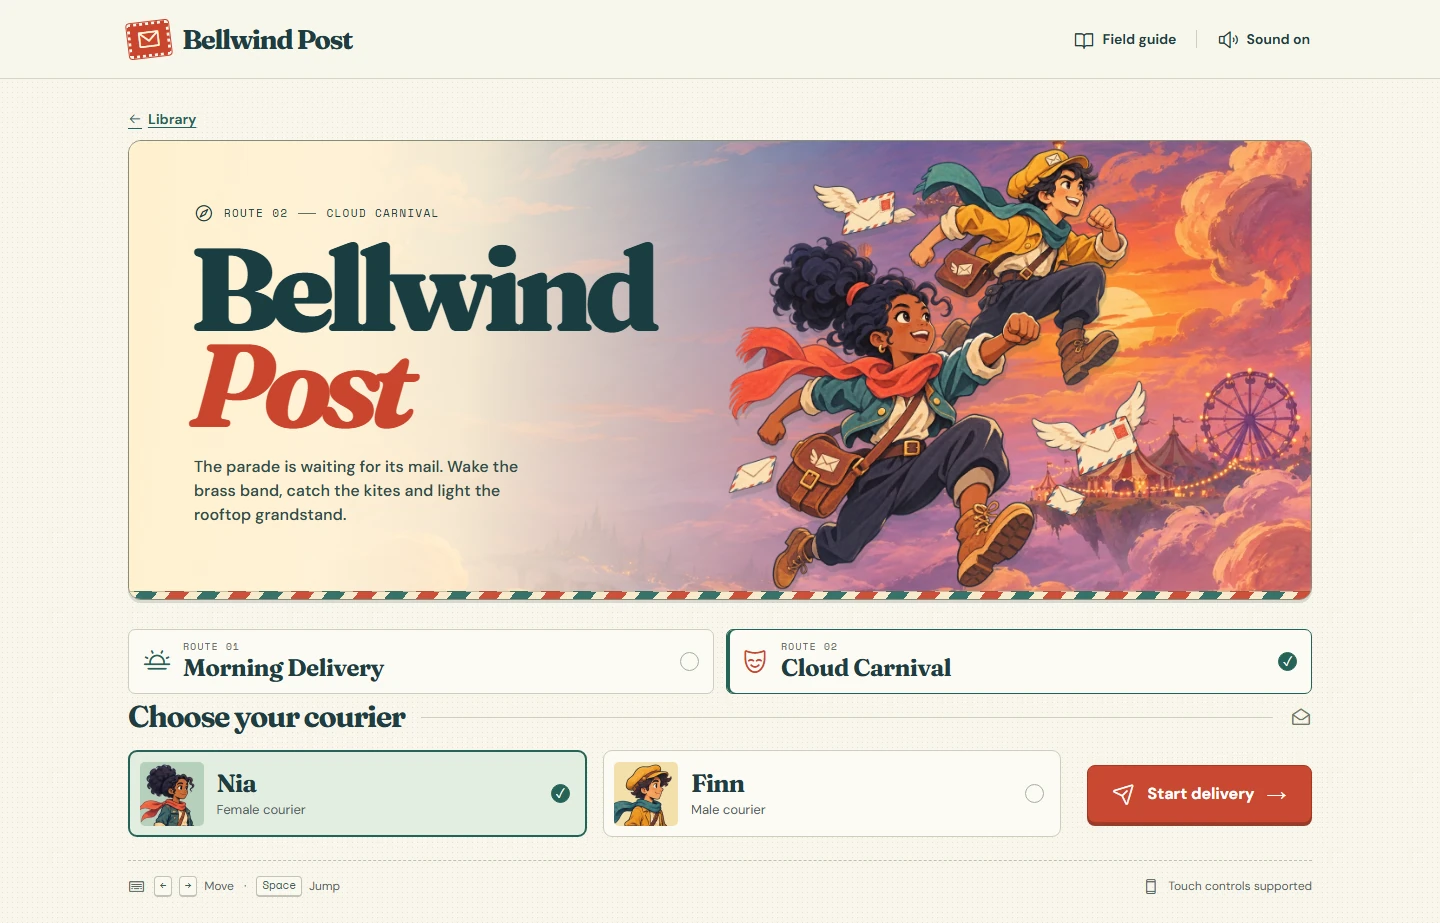 Bellwind Post
Field guide
Sound on
← Library
ROUTE 02 — CLOUD CARNIVAL
Bellwind
Post
The parade is waiting for its mail. Wake the
brass band, catch the kites and light the
rooftop grandstand.
ROUTE 01
Morning Delivery
ROUTE 02
Cloud Carnival
Choose your courier
Nia
Female courier
Finn
Male courier
Start delivery →
← → Move · Space Jump
Touch controls supported